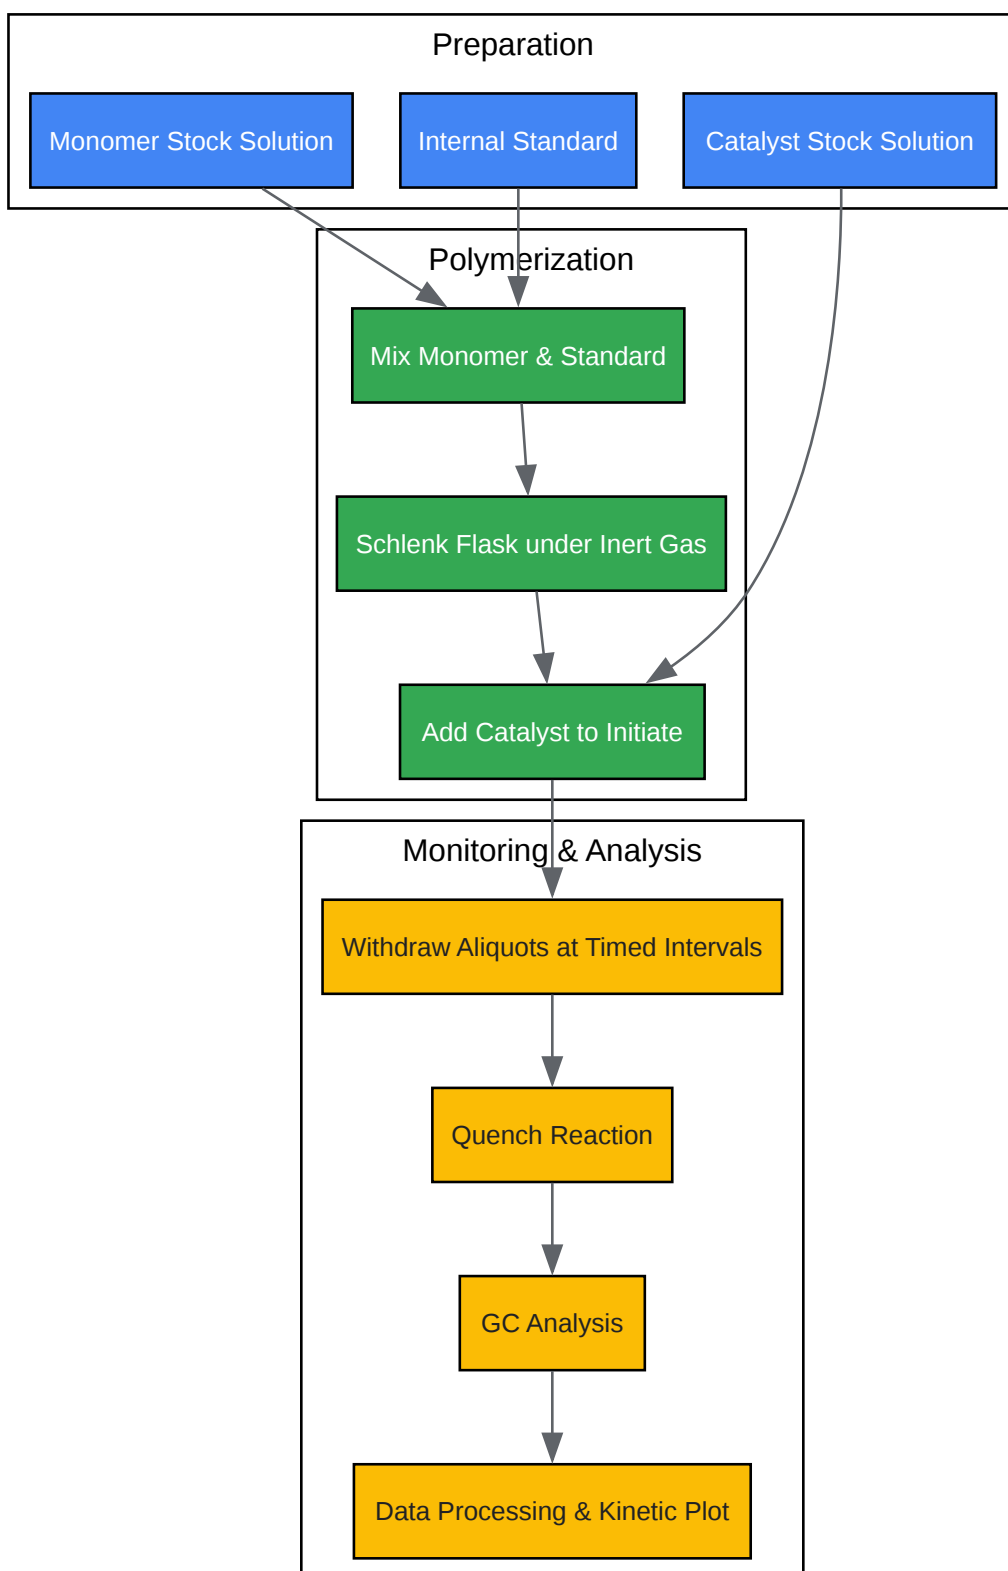 Preparation
Monomer Stock Solution
Internal Standard
Catalyst Stock Solution
Polymerization
Mix Monomer & Standard
Schlenk Flask under Inert Gas
Add Catalyst to Initiate
Monitoring & Analysis
Withdraw Aliquots at Timed Intervals
Quench Reaction
GC Analysis
Data Processing & Kinetic Plot